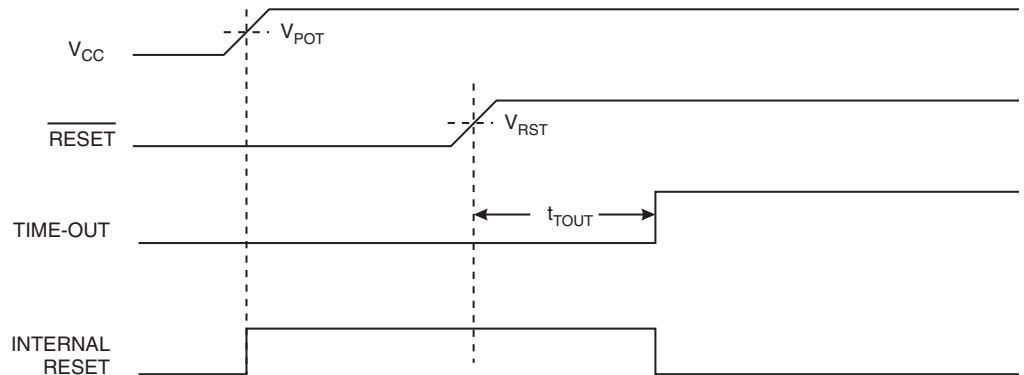 VCC
VPOT
RESET
VRST
TIME-OUT
tTOUT
INTERNAL
RESET